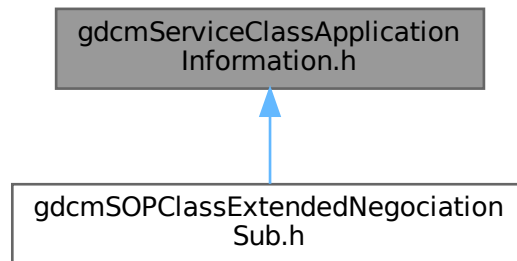 gdcmServiceClassApplication
Information.h
gdcmSOPClassExtendedNegociation
Sub.h